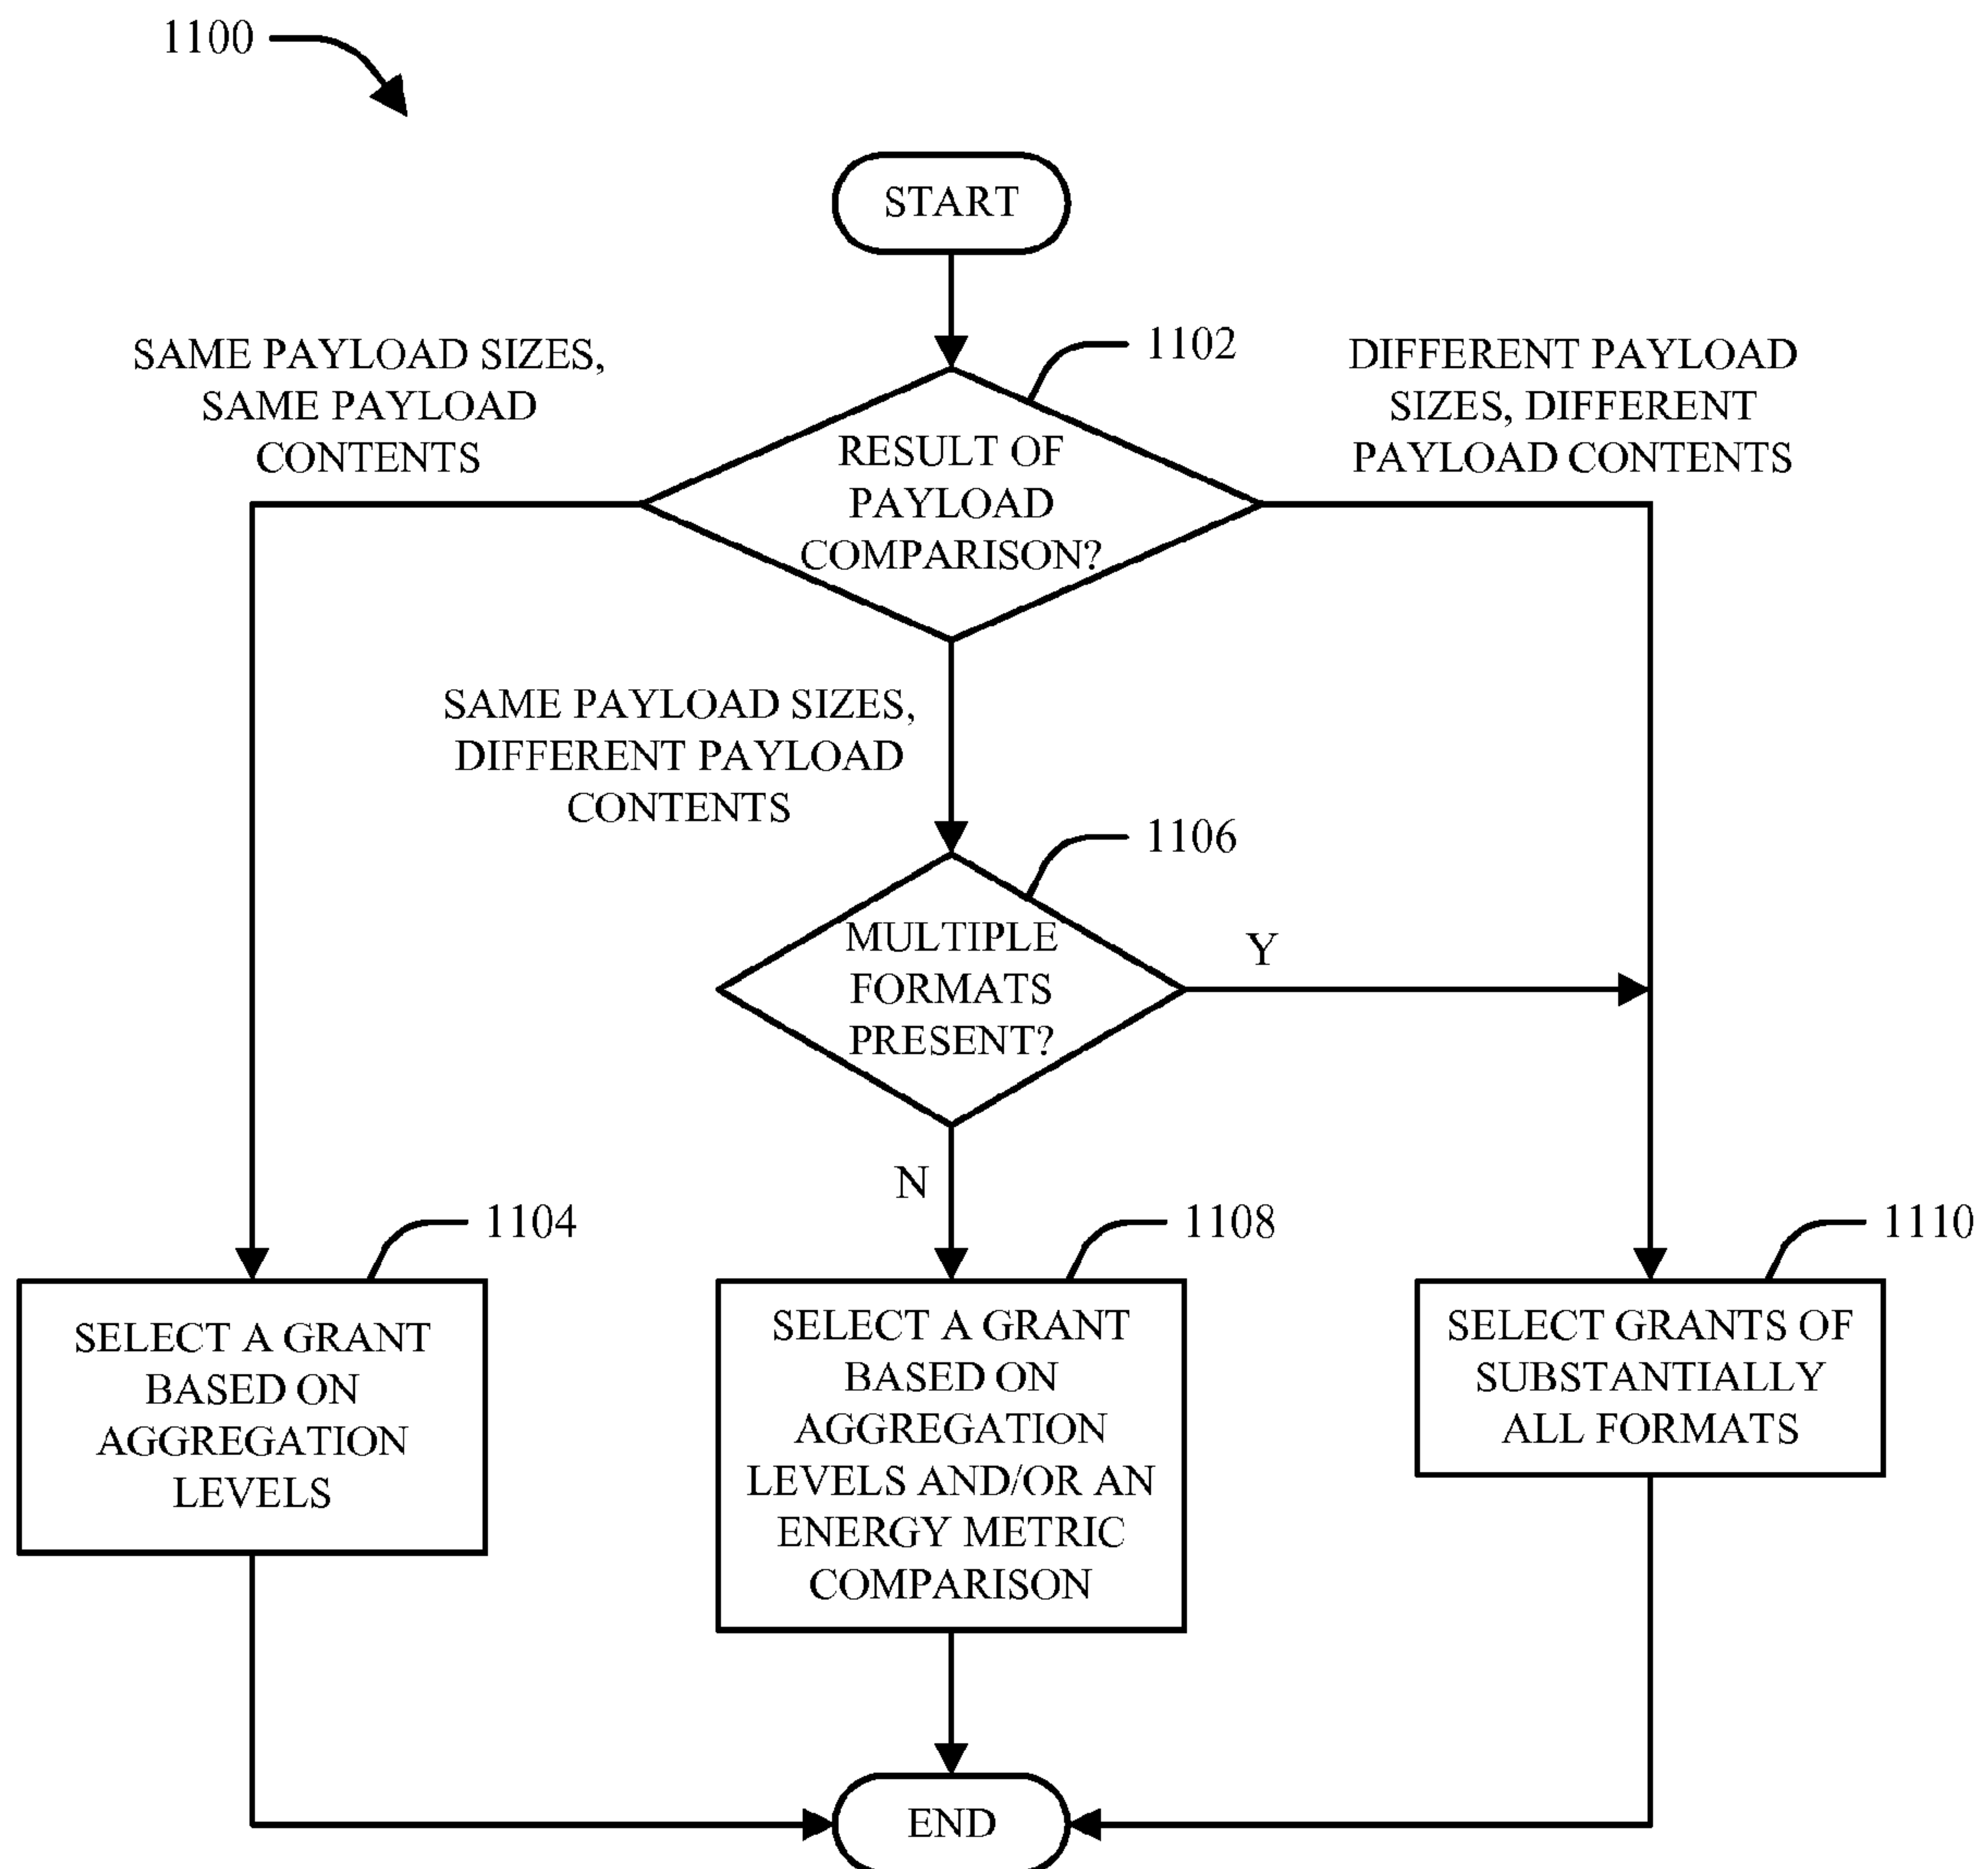 1100
START
1102
SAME PAYLOAD SIZES,
SAME PAYLOAD
CONTENTS
DIFFERENT PAYLOAD
SIZES, DIFFERENT
PAYLOAD CONTENTS
RESULT OF
PAYLOAD
COMPARISON?
SAME PAYLOAD SIZES,
DIFFERENT PAYLOAD
CONTENTS
1106
MULTIPLE
FORMATS
PRESENT?
Y
N
1104
SELECT A GRANT
BASED ON
AGGREGATION
LEVELS
1108
SELECT A GRANT
BASED ON
AGGREGATION
LEVELS AND/OR AN
ENERGY METRIC
COMPARISON
1110
SELECT GRANTS OF
SUBSTANTIALLY
ALL FORMATS
END